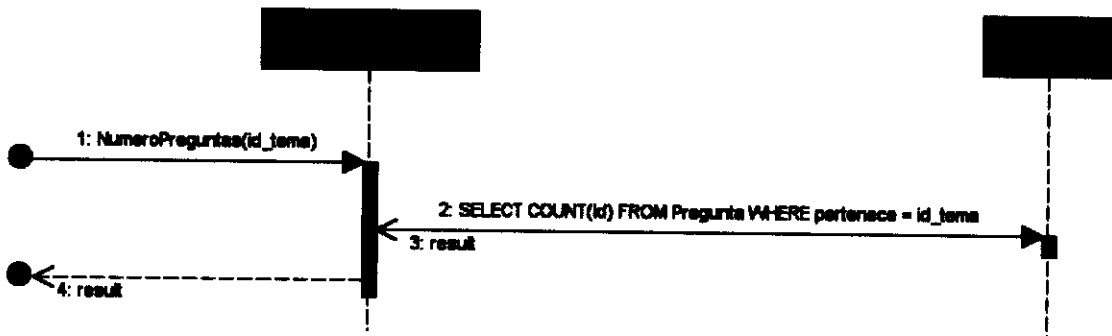 1: NumeroPreguntas(id_tema)
2: SELECT COUNT(id) FROM Pregunta WHERE pertenece = id_tema
3: result
4: result